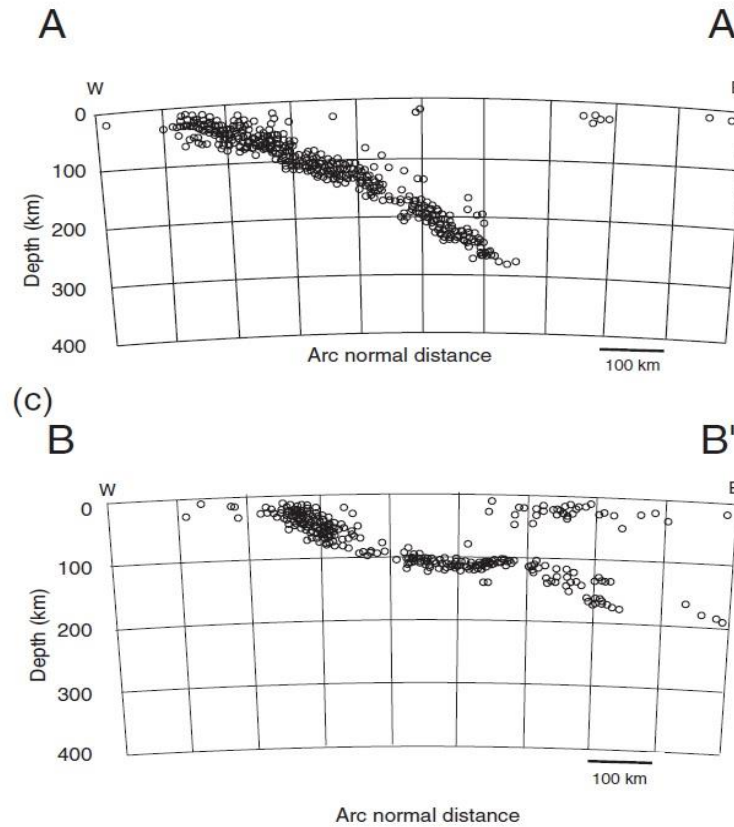 A A
W E
0
100
200
300
400
Depth (km)
Arc normal distance
100 km
(c)
B B'
W E
0
100
200
300
400
Depth (km)
100 km
Arc normal distance